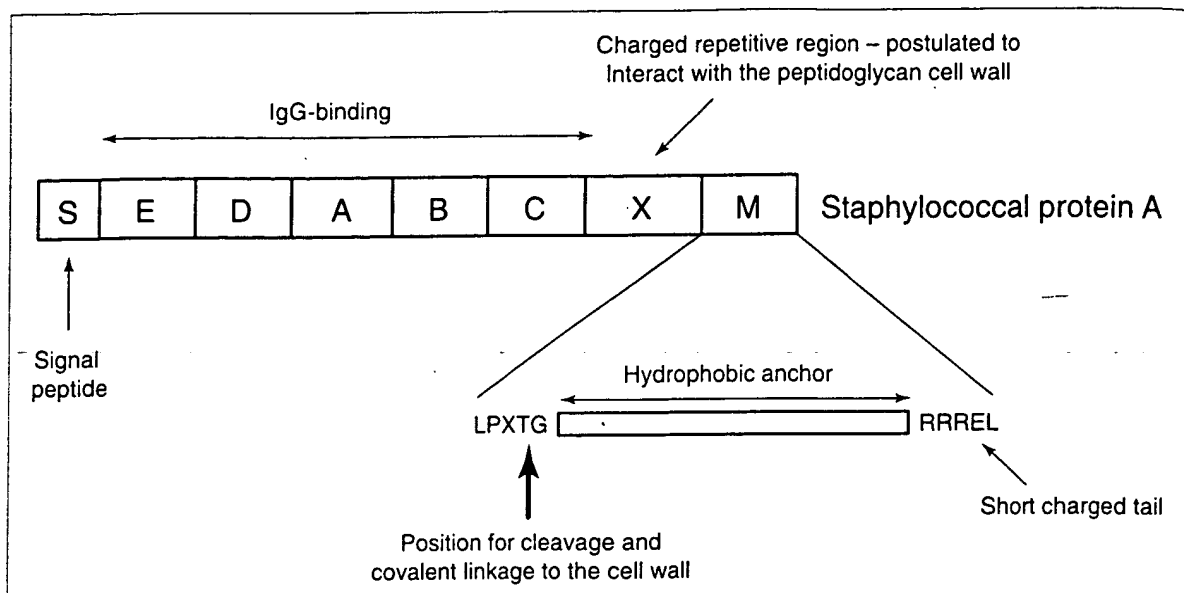 Charged repetitive region – postulated to
Interact with the peptidoglycan cell wall
IgG-binding
S E D A B C X M Staphylococcal protein A
Signal
peptide
Hydrophobic anchor
LPXTG RRREL
Short charged tail
Position for cleavage and
covalent linkage to the cell wall